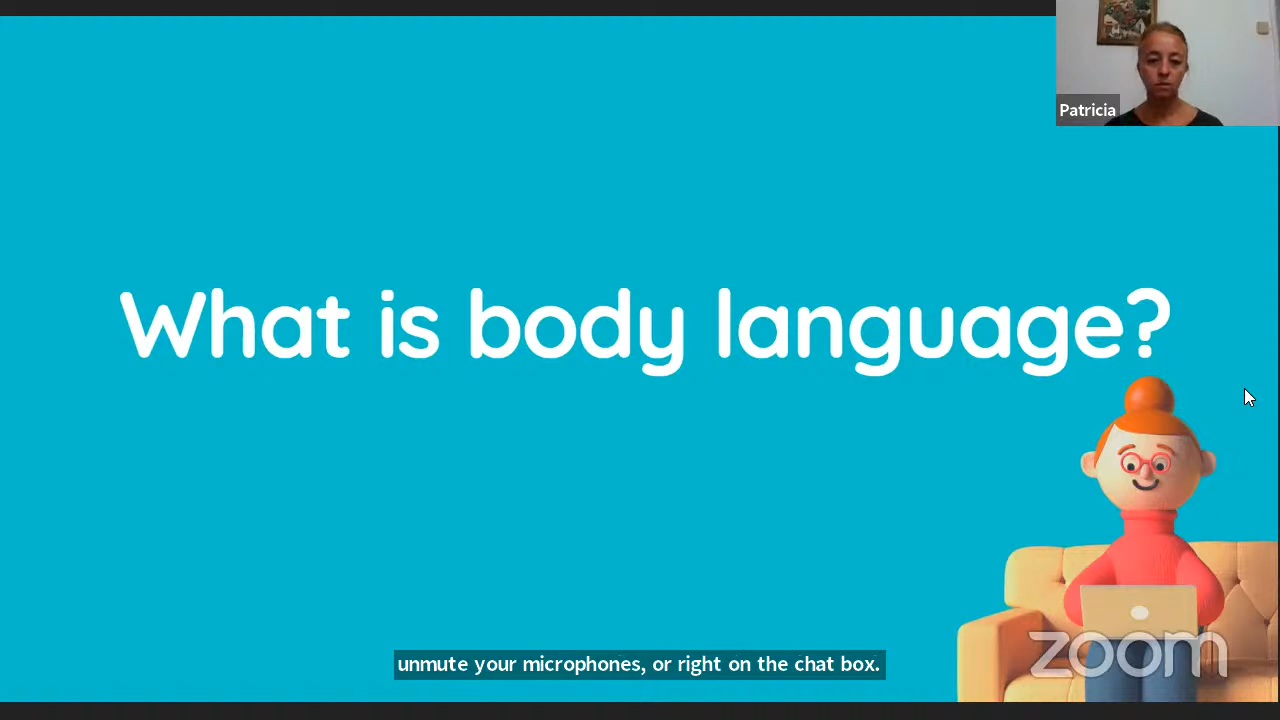 Patricia
What is body language?
unmute your microphones, or right on the chat box.
zoom